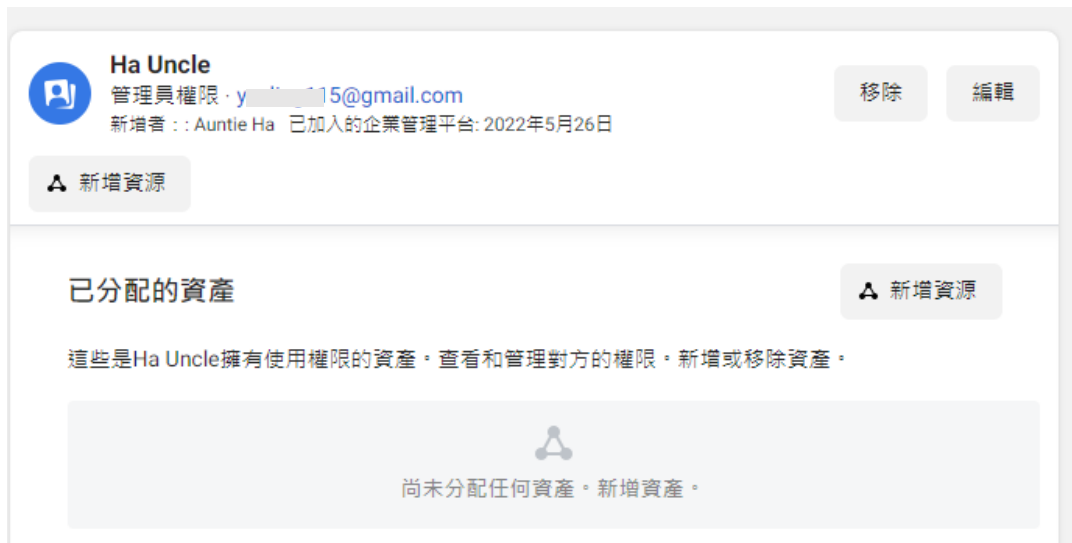 Ha Uncle
管理員權限 · y 15@gmail.com
移除
編輯
新增者：: Auntie Ha 已加入的企業管理平台: 2022年5月26日
新增資源
已分配的資產
新增資源
這些是Ha Uncle擁有使用權限的資產。查看和管理對方的權限。新增或移除資產。
尚未分配任何資產。新增資產。